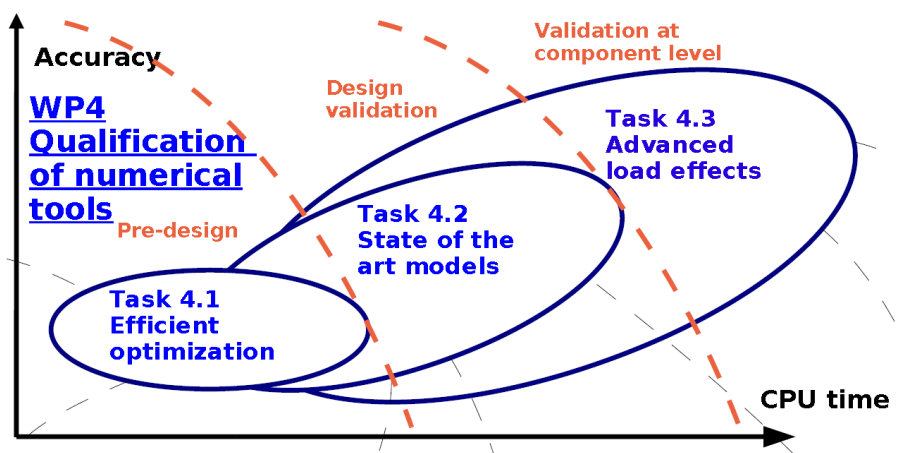 Validation at
component level
Accuracy
Design
validation
WP4
Qualification
of numerical
tools
Task 4.3
Advanced
load effects
Pre-design
Task 4.2
State of the
art models
Task 4.1
Efficient
optimization
CPU time